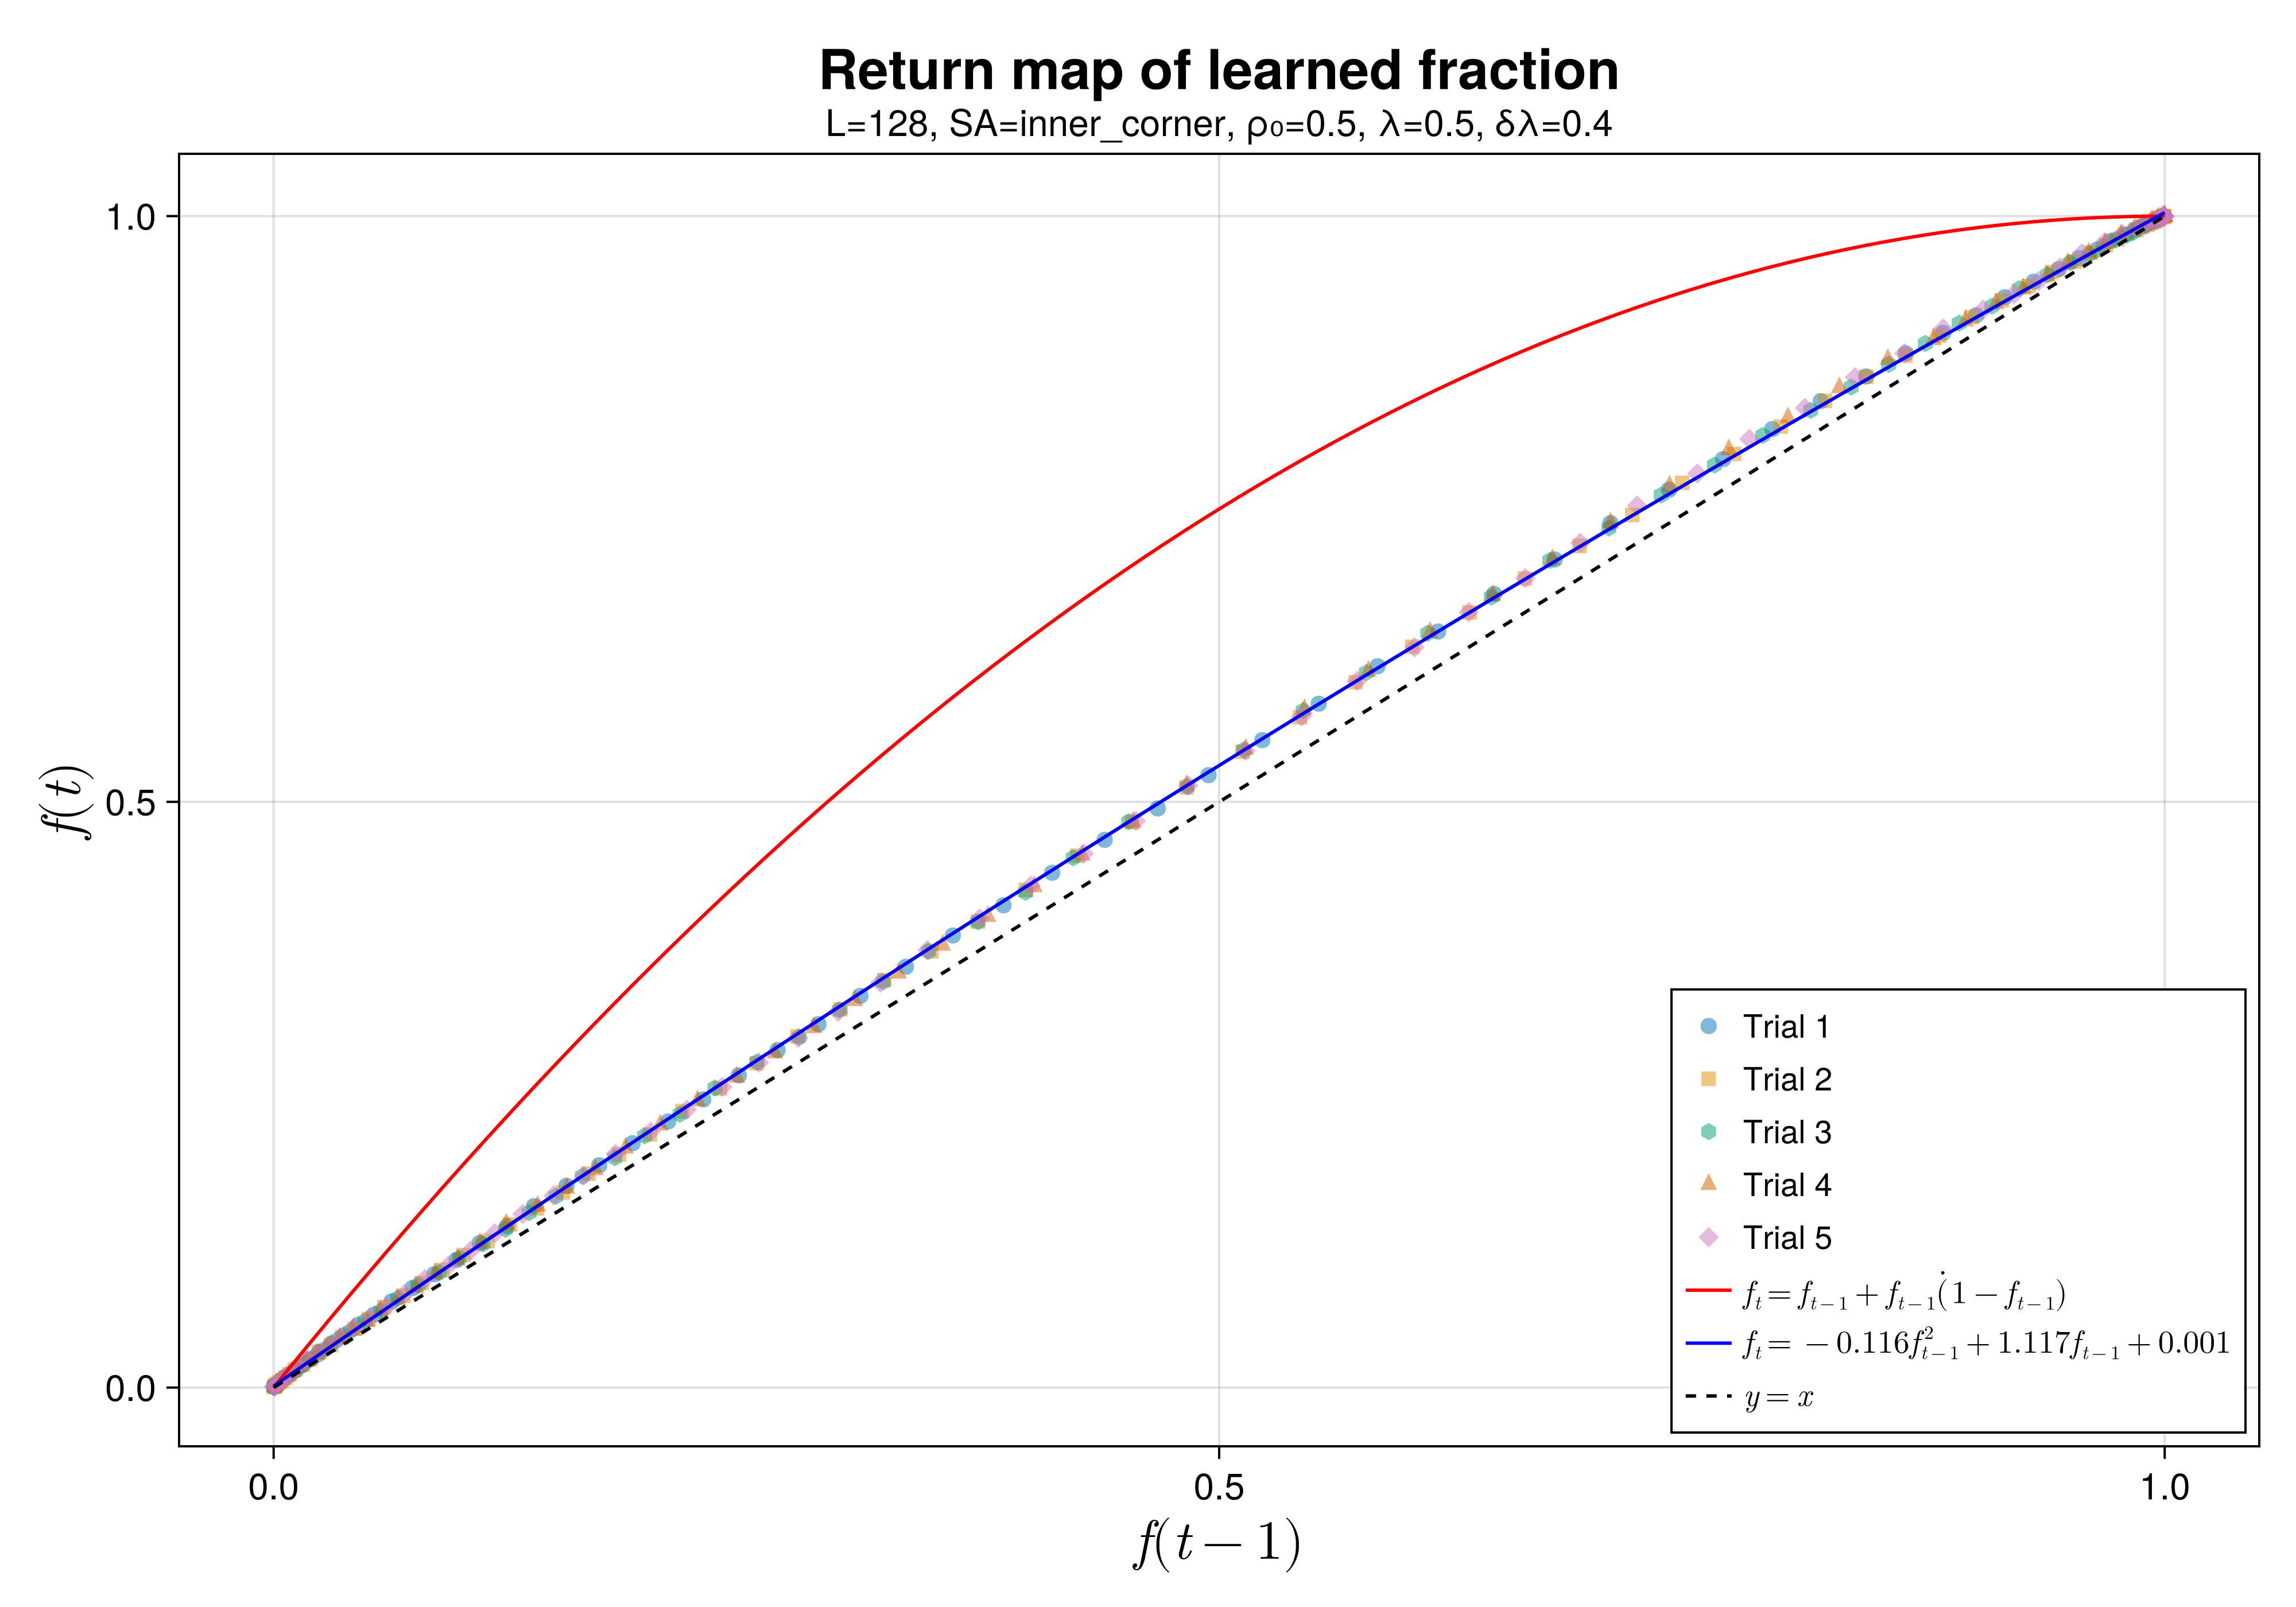 Return map of learned fraction
L=128, SA=inner_corner, ρ₀=0.5, λ=0.5, δλ=0.4
1.0
0.5
0.0
f(t)
0.0
0.5
1.0
f(t − 1)
Trial 1
Trial 2
Trial 3
Trial 4
Trial 5
f_{t−1} + f_{t−1}(̇1 − f_{t−1}) = f_t
f_t = −0.116f²_{t−1} + 1.117f_{t−1} + 0.001
y = x